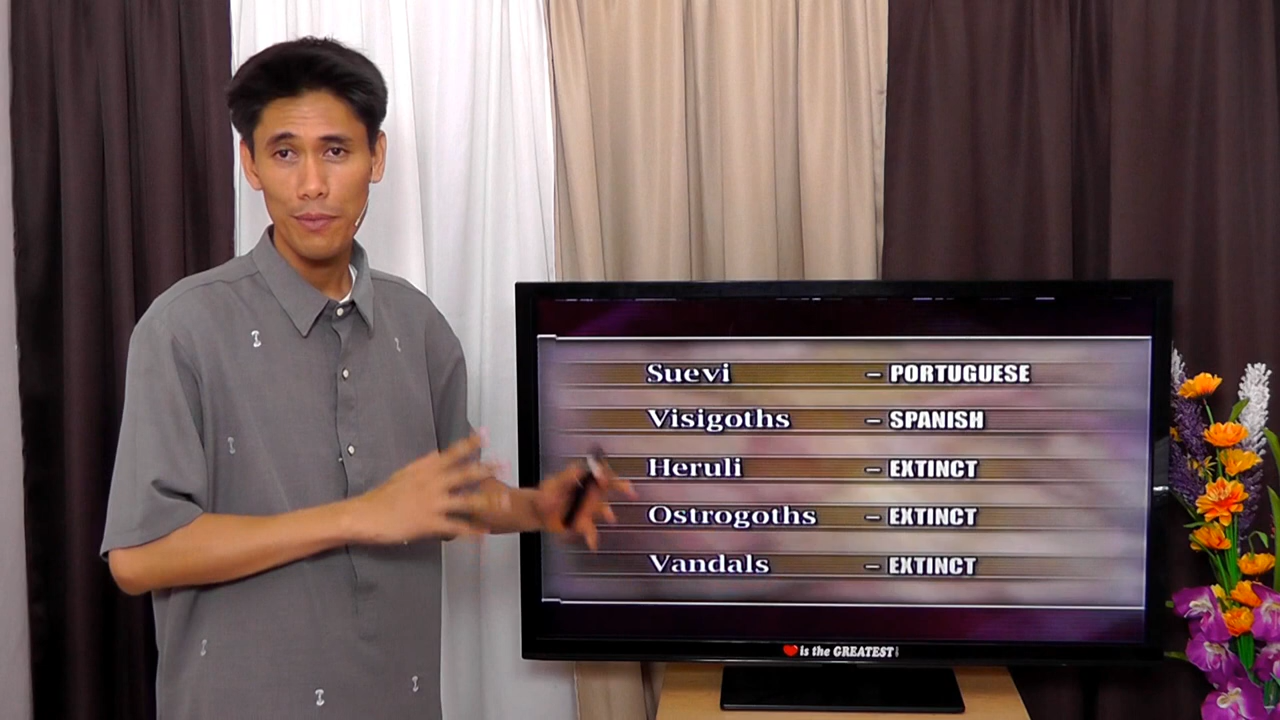 Suevi – PORTUGUESE
Visigoths – SPANISH
Heruli – EXTINCT
Ostrogoths – EXTINCT
Vandals – EXTINCT
❤ is the GREATEST!